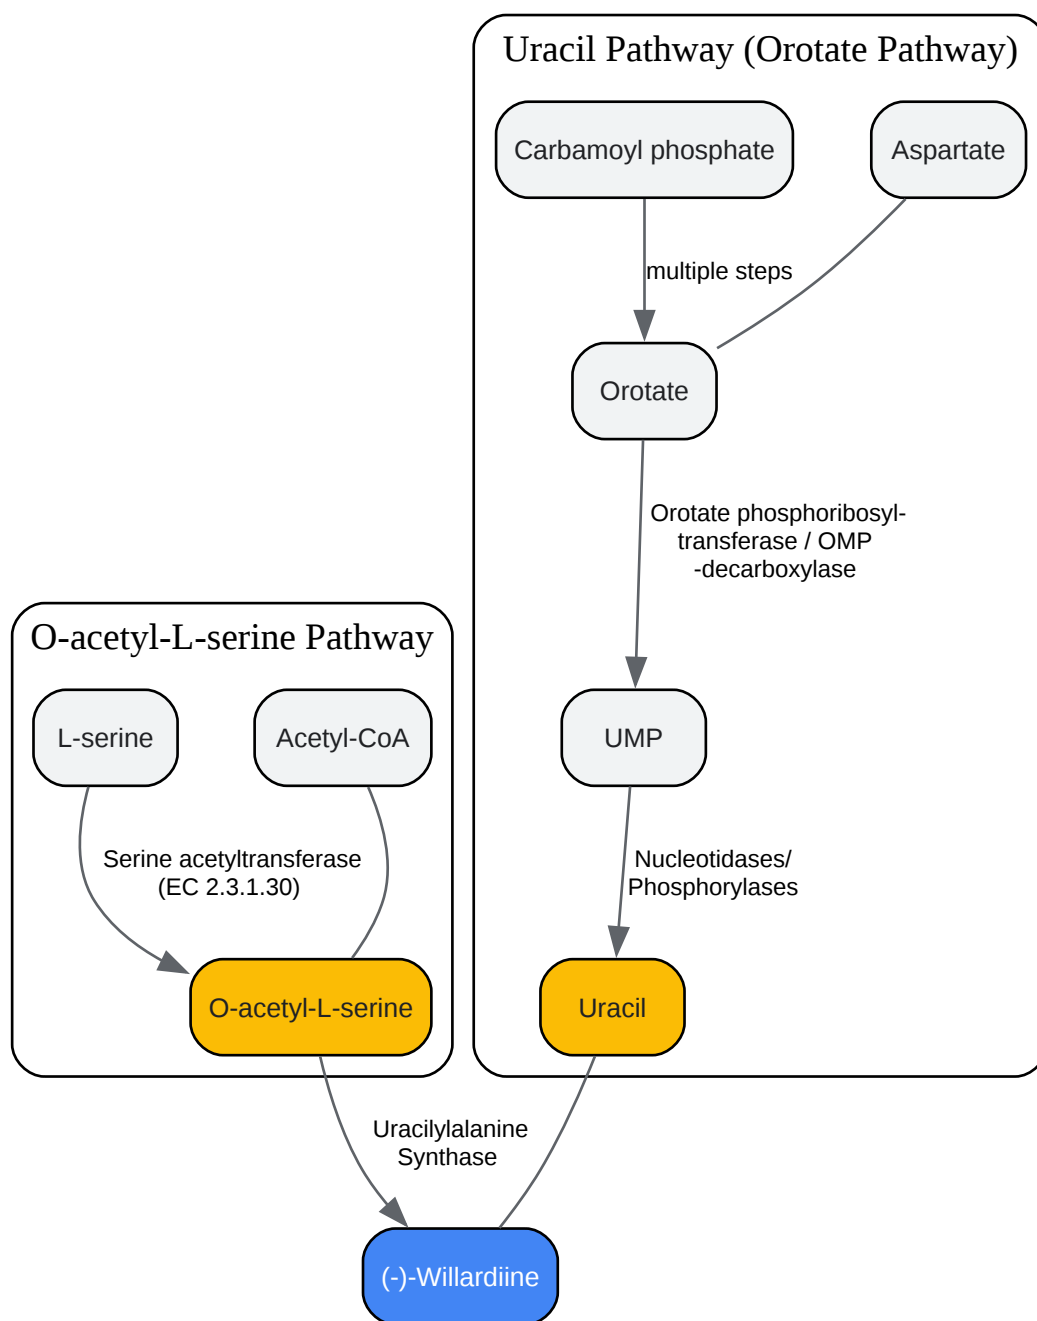 Uracil Pathway (Orotate Pathway)
Carbamoyl phosphate
Aspartate
multiple steps
Orotate
Orotate phosphoribosyl-
transferase / OMP
-decarboxylase
O-acetyl-L-serine Pathway
L-serine
Acetyl-CoA
UMP
Serine acetyltransferase
(EC 2.3.1.30)
Nucleotidases/
Phosphorylases
O-acetyl-L-serine
Uracil
Uracilylalanine
Synthase
(-)-Willardiine